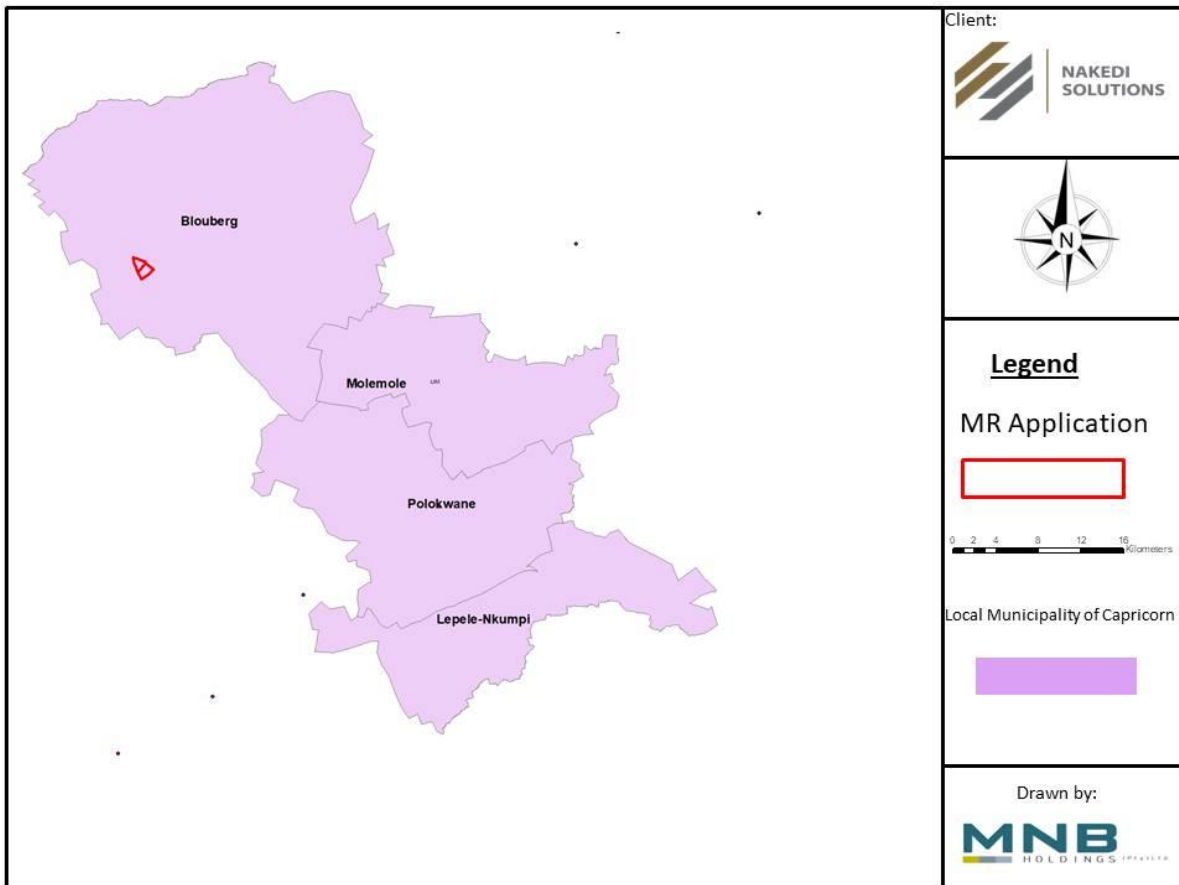 Blouberg
Molemole
LIM
Polokwane
Lepele-Nkumpi
Client:
NAKEDI
SOLUTIONS
N
Legend
MR Application
0 2 4 8 12 16
Kilometers
Local Municipality of Capricorn
Drawn by:
MNB
HOLDINGS